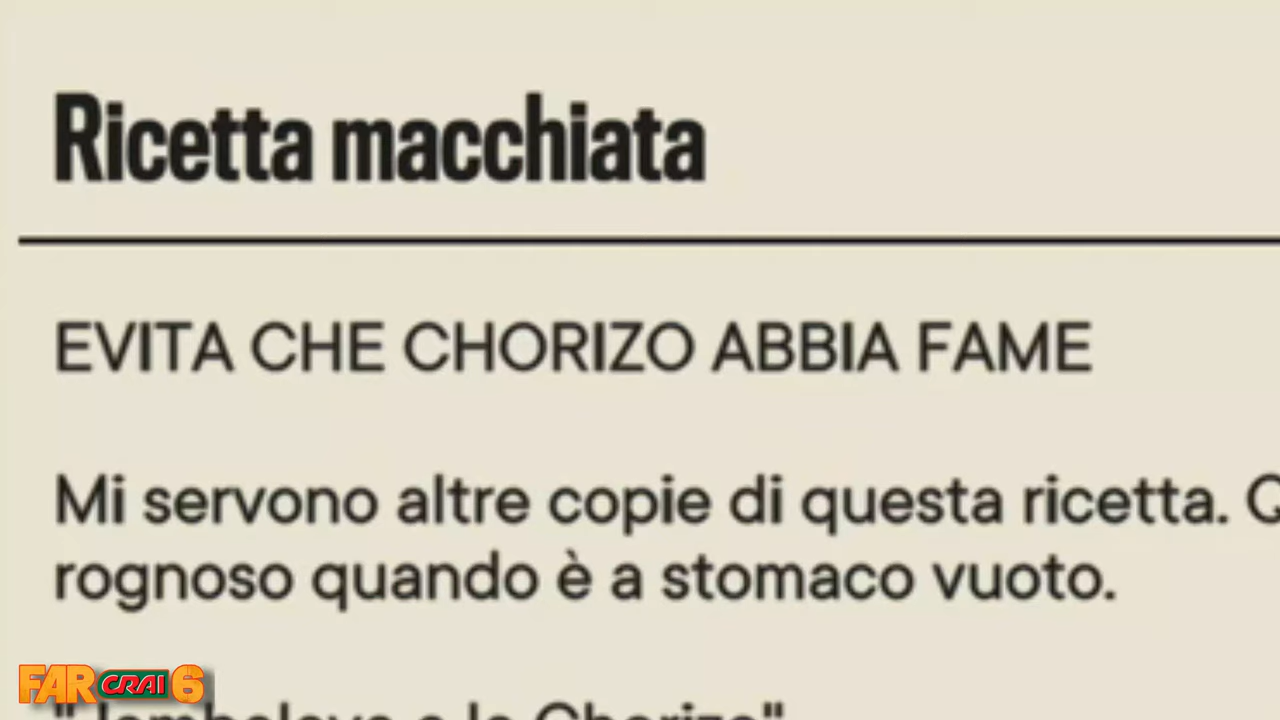 Ricetta macchiata
EVITA CHE CHORIZO ABBIA FAME
Mi servono altre copie di questa ricetta.
rognoso quando è a stomaco vuoto.
FAR CRAI 6